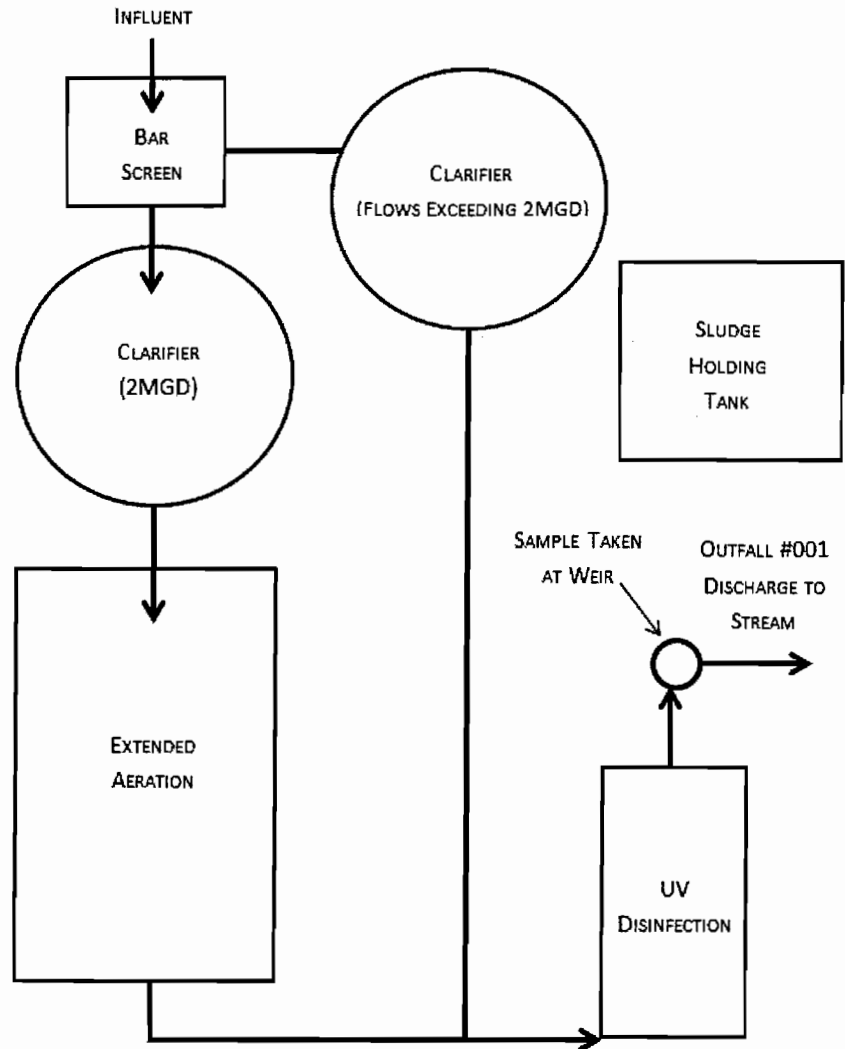 INFLUENT
BAR
SCREEN
CLARIFIER
(FLOWS EXCEEDING 2MGD)
CLARIFIER
(2MGD)
SLUDGE
HOLDING
TANK
SAMPLE TAKEN
AT WEIR
OUTFALL #001
DISCHARGE TO
STREAM
EXTENDED
AERATION
UV
DISINFECTION